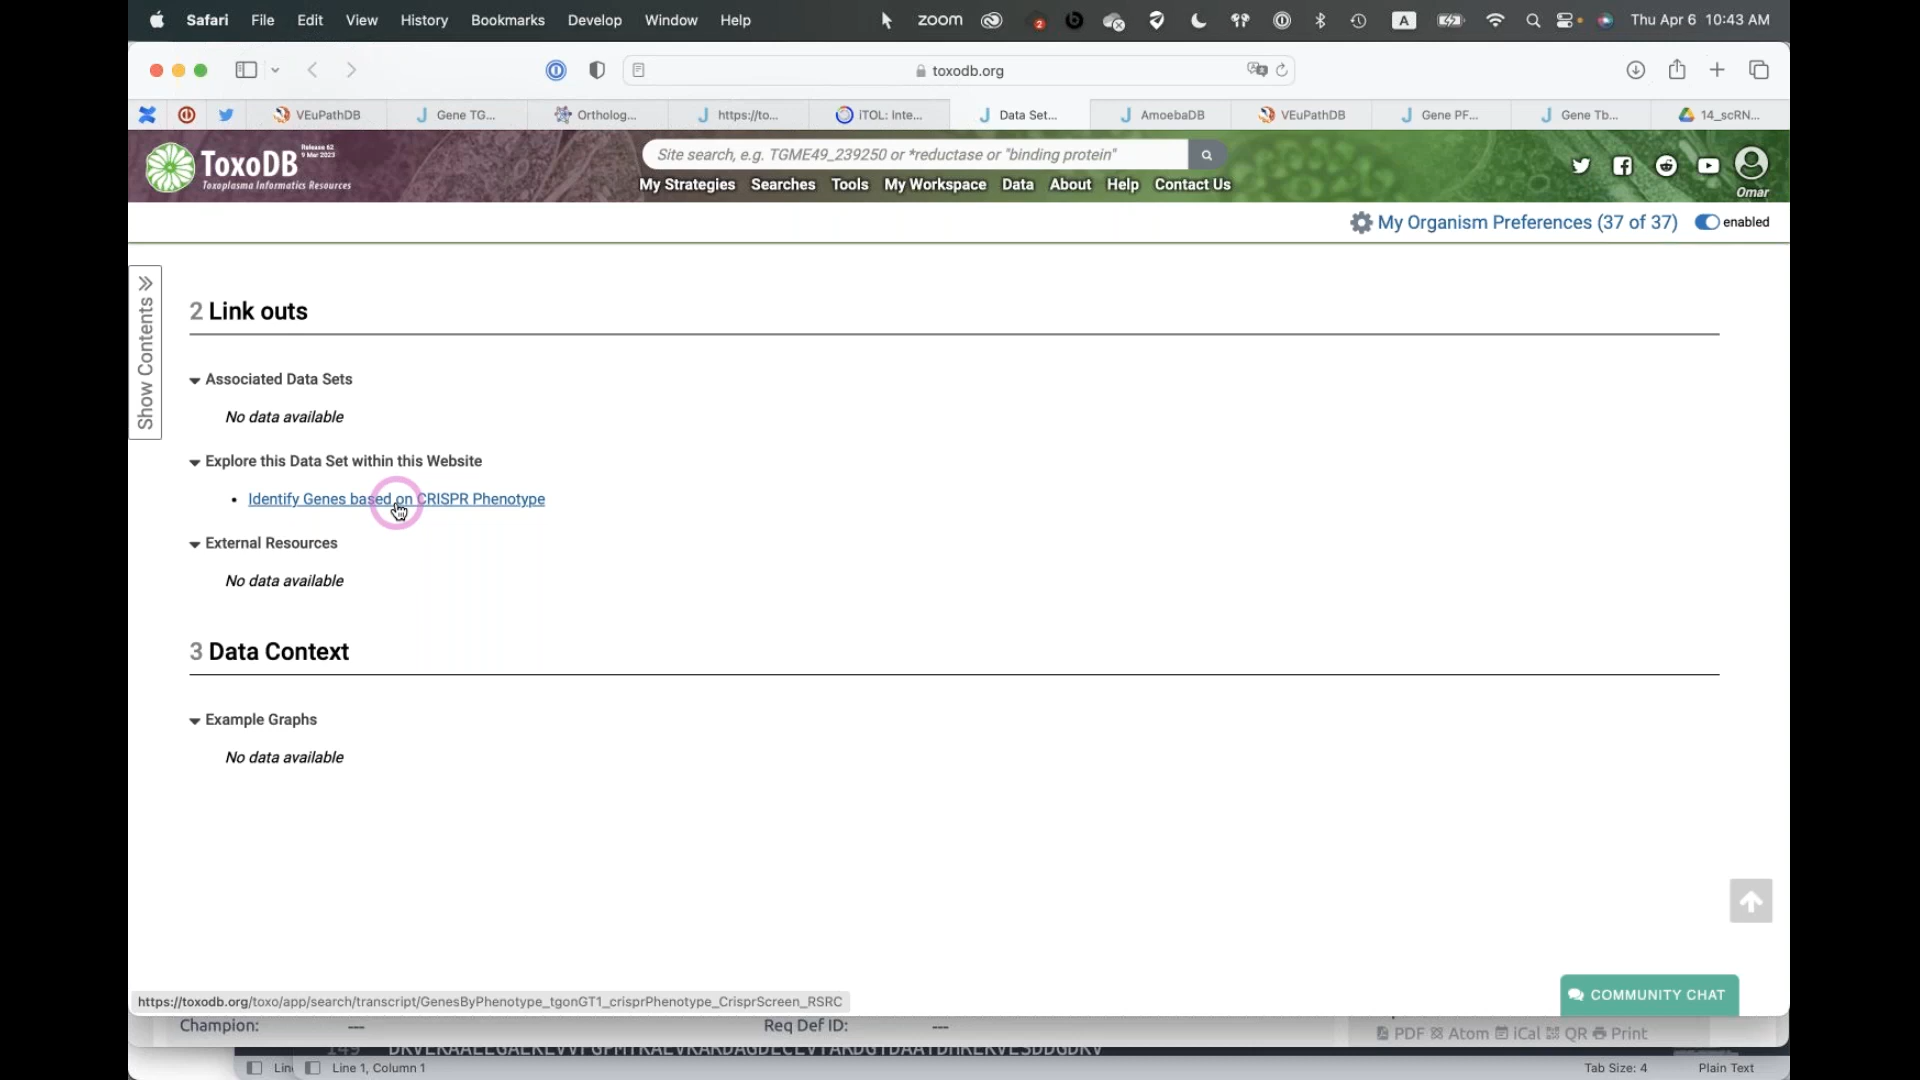 Safari File Edit View History Bookmarks Develop Window Help zoom 2 A Thu Apr 6 10:43 AM
toxodb.org
VEuPathDB Gene TG... Ortholog... https://to... iTOL: Inte... Data Set... AmoebaDB VEuPathDB Gene PF... Gene Tb... 14_scRN...
ToxoDB Release 62 9 Mar 2023
Toxoplasma Informatics Resources
Site search, e.g. TGME49_239250 or *reductase or "binding protein"
My Strategies Searches Tools My Workspace Data About Help Contact Us
Omar
My Organism Preferences (37 of 37) enabled
Show Contents
2 Link outs
Associated Data Sets
No data available
Explore this Data Set within this Website
• Identify Genes based on CRISPR Phenotype
External Resources
No data available
3 Data Context
Example Graphs
No data available
COMMUNITY CHAT
https://toxodb.org/toxo/app/search/transcript/GenesByPhenotype_tgonGT1_crisprPhenotype_CrisprScreen_RSRC
Champion: --- Req Def ID: ---
PDF Atom iCal QR Print
Line 1, Column 1 Tab Size: 4 Plain Text